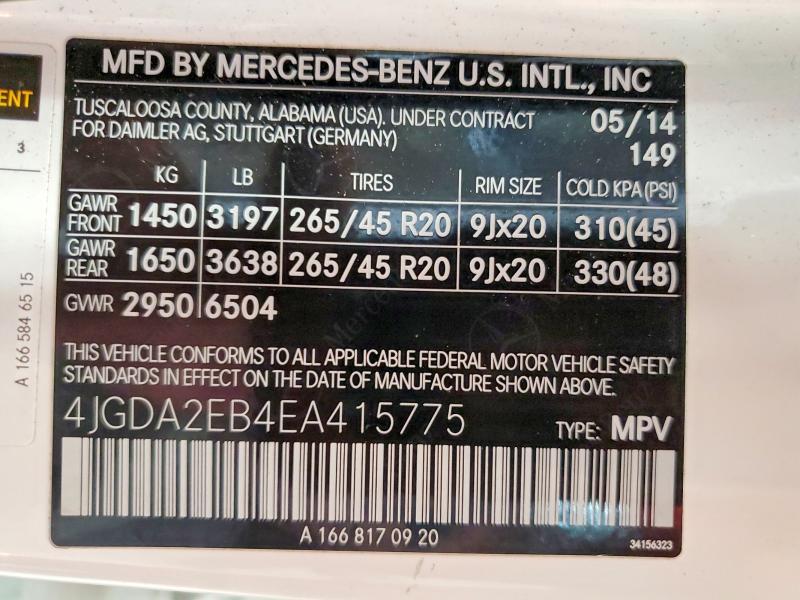 ENT
3
A 166 584 65 15
MFD BY MERCEDES-BENZ U.S. INTL., INC
TUSCALOOSA COUNTY, ALABAMA (USA). UNDER CONTRACT
FOR DAIMLER AG, STUTTGART (GERMANY)
05/14
149
KG LB TIRES RIM SIZE COLD KPA (PSI)
GAWR FRONT 1450 3197 265/45 R20 9Jx20 310(45)
GAWR REAR 1650 3638 265/45 R20 9Jx20 330(48)
GVWR 2950 6504
THIS VEHICLE CONFORMS TO ALL APPLICABLE FEDERAL MOTOR VEHICLE SAFETY
STANDARDS IN EFFECT ON THE DATE OF MANUFACTURE SHOWN ABOVE.
4JGDA2EB4EA415775 TYPE: MPV
A 166 817 09 20
34156323